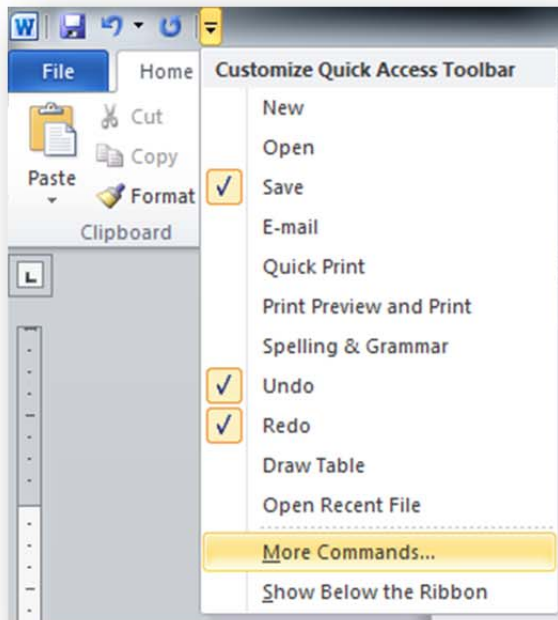 W
File Home
Customize Quick Access Toolbar
New
Cut
Open
Copy
Paste
Save
Format
E-mail
Clipboard
Quick Print
L
Print Preview and Print
Spelling & Grammar
Undo
Redo
Draw Table
Open Recent File
More Commands...
Show Below the Ribbon